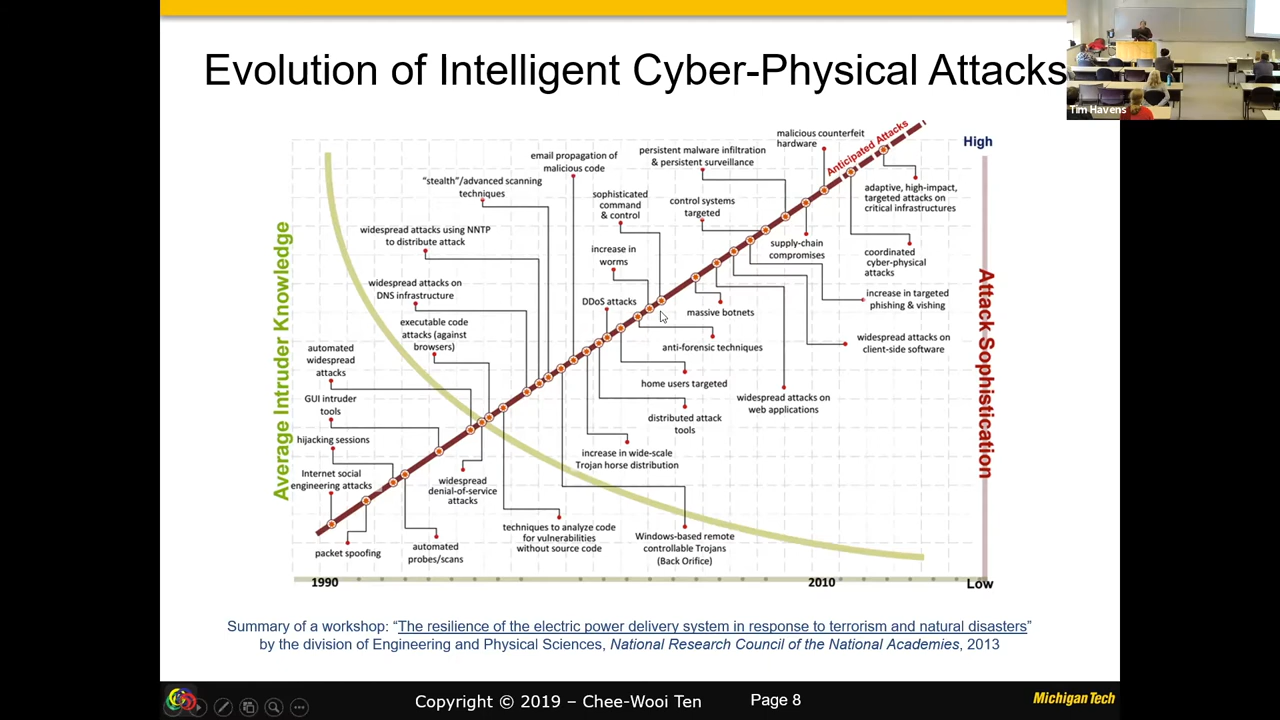 Evolution of Intelligent Cyber-Physical Attacks
Tim Havens
malicious counterfeit
hardware
Anticipated Attacks
High
email propagation of
malicious code
persistent malware infiltration
& persistent surveillance
"stealth"/advanced scanning
techniques
sophisticated
command
& control
control systems
targeted
adaptive, high-impact,
targeted attacks on
critical infrastructures
widespread attacks using NNTP
to distribute attack
increase in
worms
supply-chain
compromises
coordinated
cyber-physical
attacks
widespread attacks on
DNS infrastructure
DDoS attacks
massive botnets
increase in targeted
phishing & vishing
executable code
attacks (against
browsers)
anti-forensic techniques
widespread attacks on
client-side software
automated
widespread
attacks
home users targeted
GUI intruder
tools
widespread attacks on
web applications
distributed attack
tools
hijacking sessions
increase in wide-scale
Trojan horse distribution
Internet social
engineering attacks
widespread
denial-of-service
attacks
techniques to analyze code
for vulnerabilities
without source code
Windows-based remote
controllable Trojans
(Back Orifice)
packet spoofing
automated
probes/scans
Average Intruder Knowledge
Attack Sophistication
1990
2010
Low
Summary of a workshop: "The resilience of the electric power delivery system in response to terrorism and natural disasters"
by the division of Engineering and Physical Sciences, National Research Council of the National Academies, 2013
Copyright © 2019 – Chee-Wooi Ten
Page 8
MichiganTech